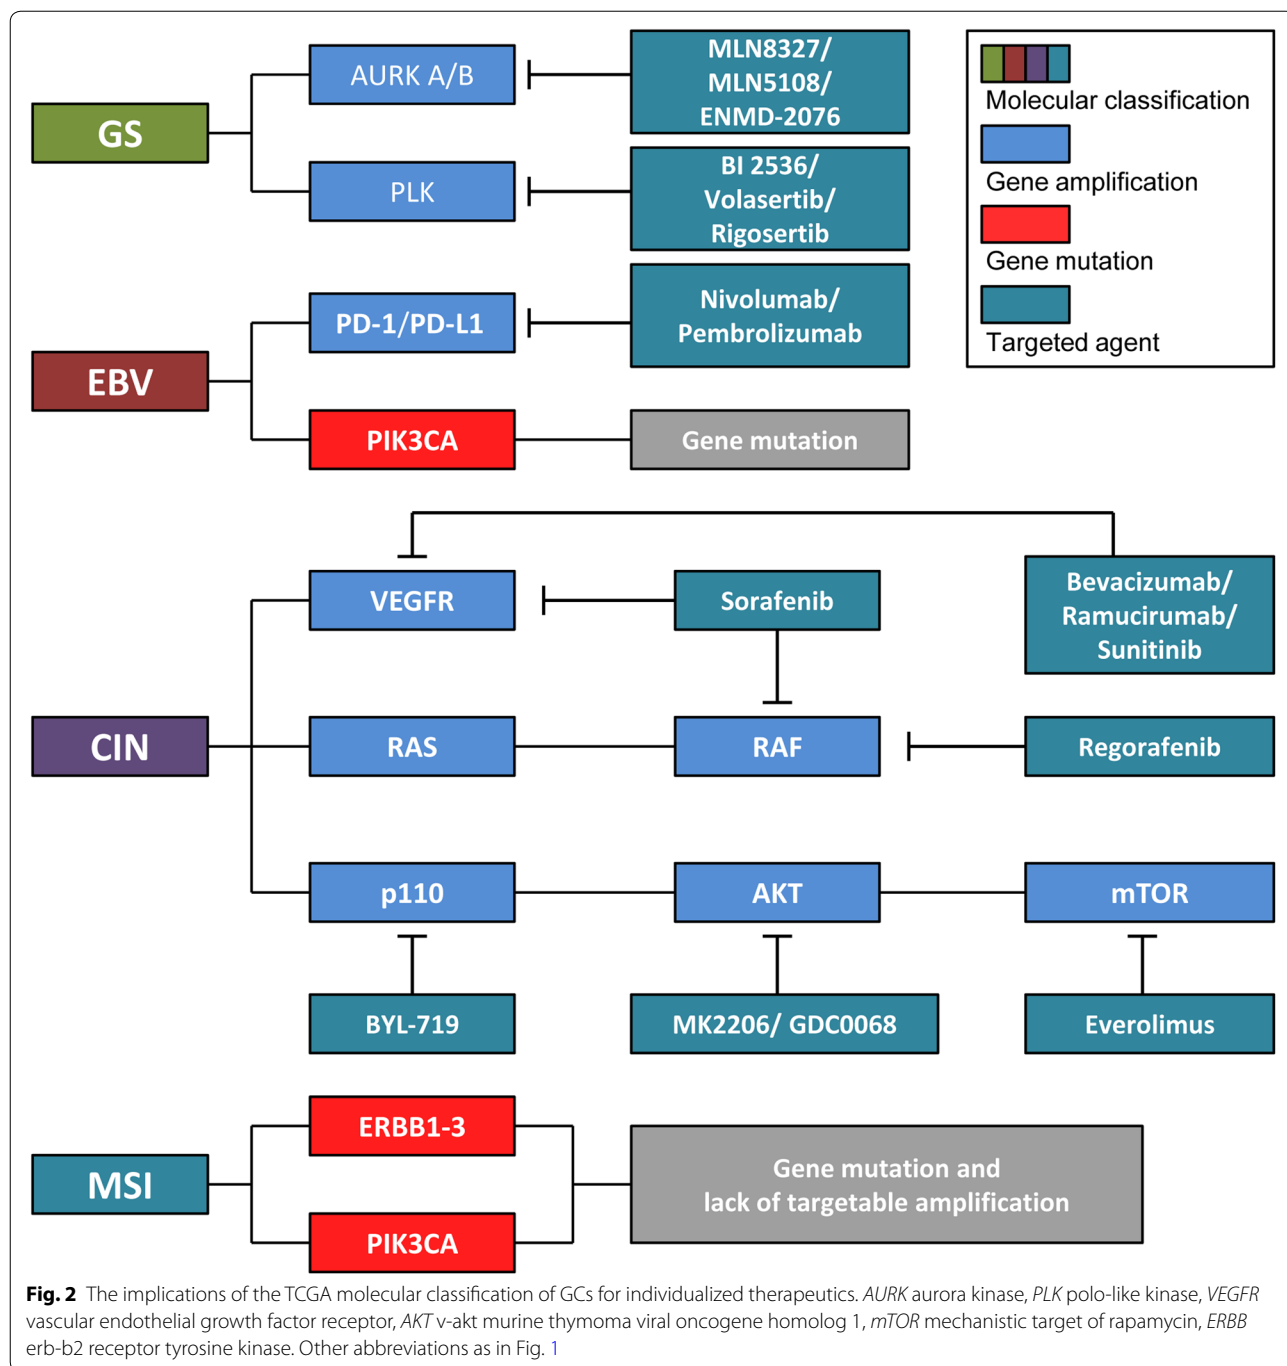 AURK A/B
MLN8327/
MLN5108/
ENMD-2076
GS
PLK
BI 2536/
Volasertib/
Rigosertib
Molecular classification
Gene amplification
Gene mutation
Targeted agent
PD-1/PD-L1
Nivolumab/
Pembrolizumab
EBV
PIK3CA
Gene mutation
VEGFR
Sorafenib
Bevacizumab/
Ramucirumab/
Sunitinib
CIN
RAS
RAF
Regorafenib
p110
AKT
mTOR
BYL-719
MK2206/ GDC0068
Everolimus
ERBB1-3
MSI
Gene mutation and
lack of targetable amplification
PIK3CA
Fig. 2 The implications of the TCGA molecular classification of GCs for individualized therapeutics. AURK aurora kinase, PLK polo-like kinase, VEGFR
vascular endothelial growth factor receptor, AKT v-akt murine thymoma viral oncogene homolog 1, mTOR mechanistic target of rapamycin, ERBB
erb-b2 receptor tyrosine kinase. Other abbreviations as in Fig. 1